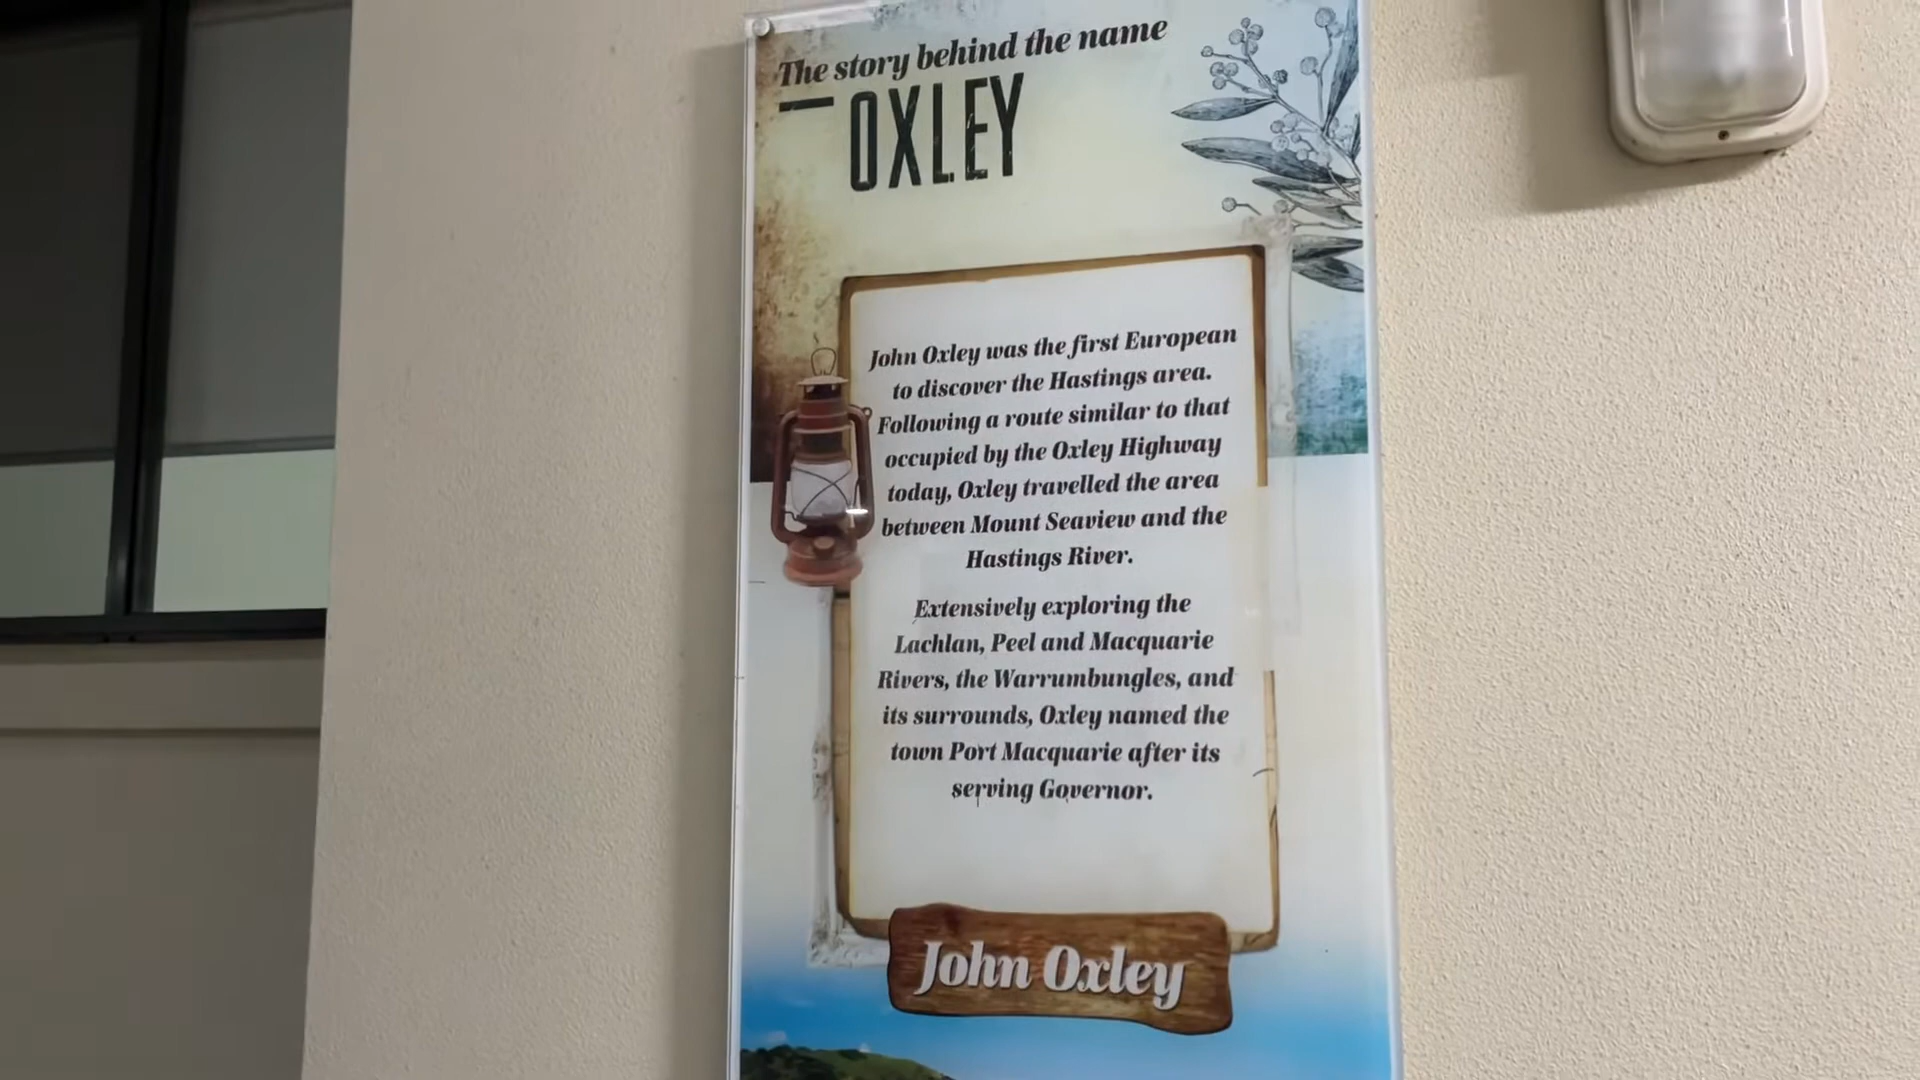 The story behind the name
OXLEY
John Oxley was the first European
to discover the Hastings area.
Following a route similar to that
occupied by the Oxley Highway
today, Oxley travelled the area
between Mount Seaview and the
Hastings River.
Extensively exploring the
Lachlan, Peel and Macquarie
Rivers, the Warrumbungles, and
its surrounds, Oxley named the
town Port Macquarie after its
serving Governor.
John Oxley